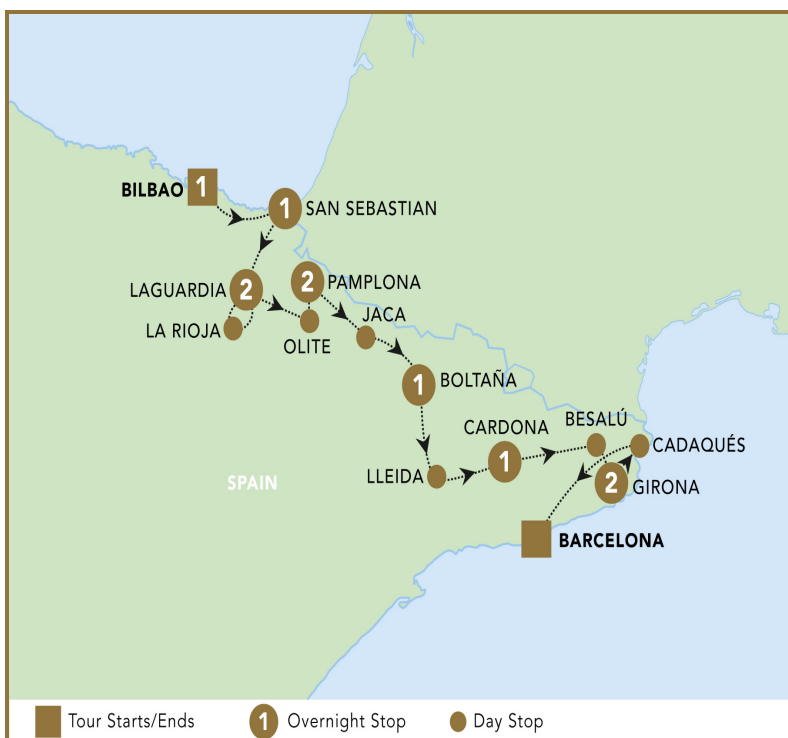 BILBAO 1
1 SAN SEBASTIAN
LAGUARDIA 2
2 PAMPLONA
LA RIOJA
OLITE
JACA
1 BOLTAÑA
CARDONA
1
BESALÚ
CADAQUÉS
LLEIDA
2 GIRONA
SPAIN
BARCELONA
Tour Starts/Ends
1 Overnight Stop
Day Stop